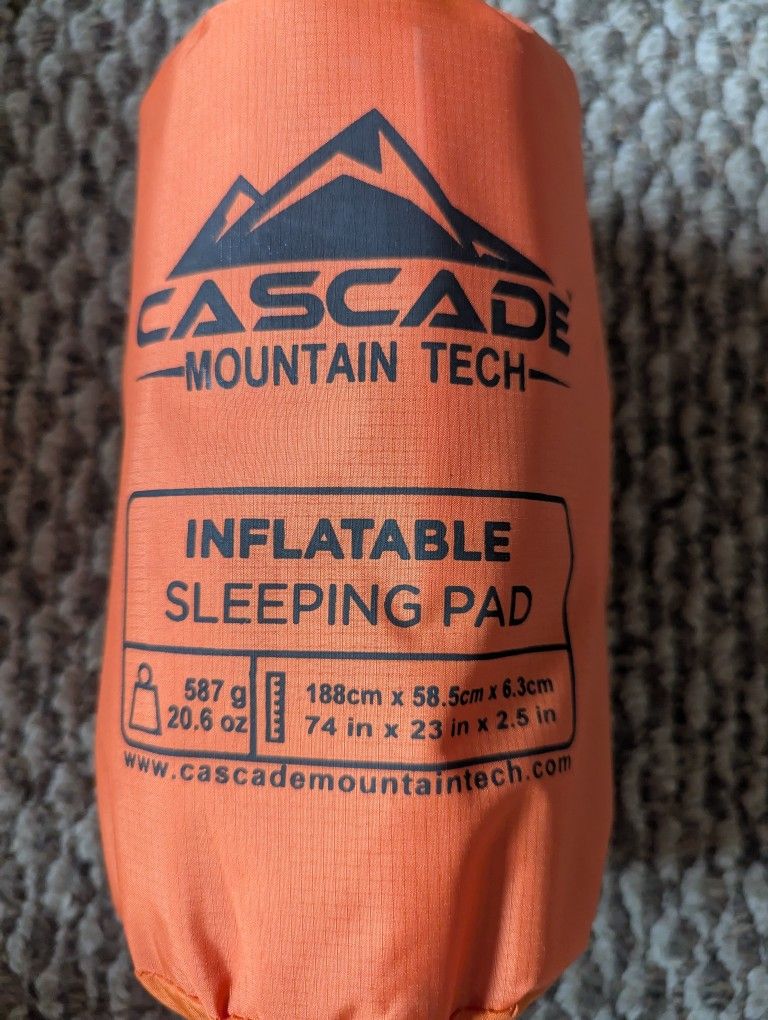 CASCADE
MOUNTAIN TECH
INFLATABLE
SLEEPING PAD
587 g
20.6 oz
188cm x 58.5cm x 6.3cm
74 in x 23 in x 2.5 in
www.cascademountaintech.com